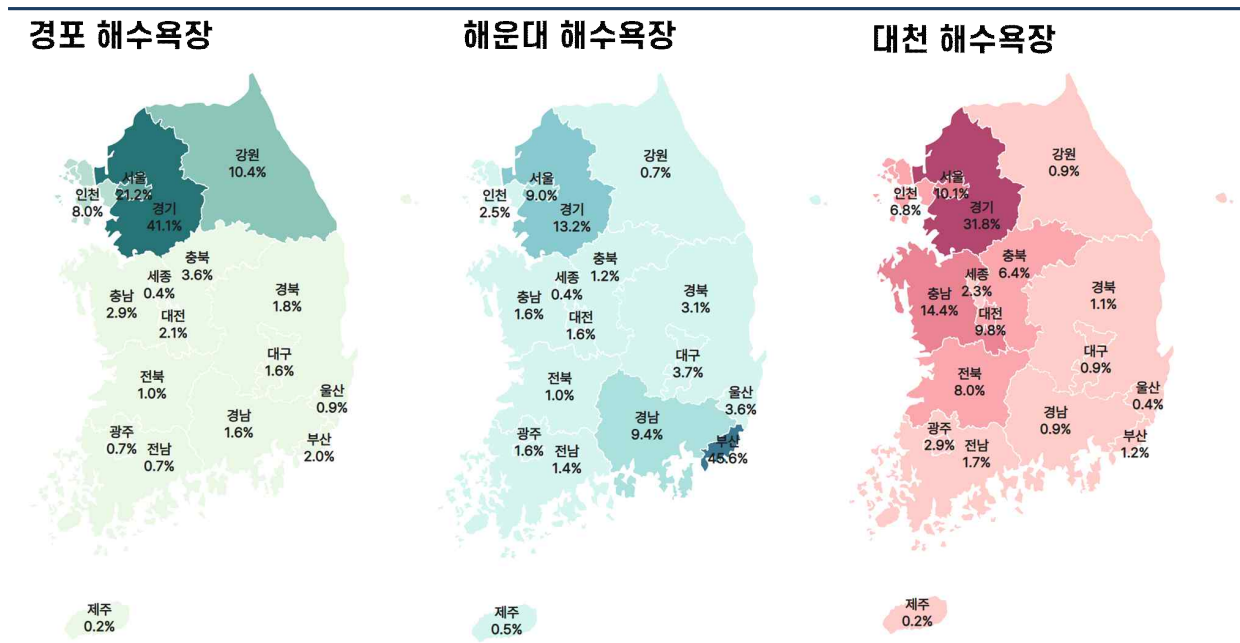 경포 해수욕장
강원
10.4%
서울
21.2%
인천
8.0%
경기
41.1%
충북
3.6%
세종
0.4%
충남
2.9%
대전
2.1%
경북
1.8%
대구
1.6%
전북
1.0%
울산
0.9%
경남
1.6%
광주
0.7%
전남
0.7%
부산
2.0%
제주
0.2%
해운대 해수욕장
강원
0.7%
서울
9.0%
인천
2.5%
경기
13.2%
충북
1.2%
세종
0.4%
충남
1.6%
대전
1.6%
경북
3.1%
대구
3.7%
전북
1.0%
울산
3.6%
경남
9.4%
광주
1.6%
전남
1.4%
부산
45.6%
제주
0.5%
대천 해수욕장
강원
0.9%
서울
10.1%
인천
6.8%
경기
31.8%
충북
6.4%
세종
2.3%
충남
14.4%
대전
9.8%
경북
1.1%
대구
0.9%
전북
8.0%
울산
0.4%
경남
0.9%
광주
2.9%
전남
1.7%
부산
1.2%
제주
0.2%